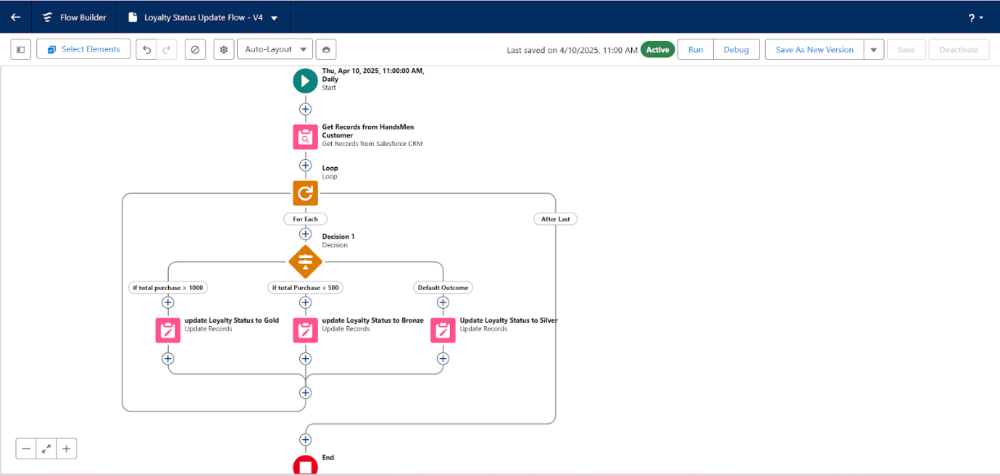 Flow Builder
Loyalty Status Update Flow - V4
?
Select Elements
Auto-Layout
Last saved on 4/10/2025, 11:00 AM
Active
Run
Debug
Save As New Version
Save
Deactivate
Thu, Apr 10, 2025, 11:00:00 AM,
Daily
Start
Get Records from HandsMen
Customer
Get Records from Salesforce CRM
Loop
Loop
For Each
After Last
Decision 1
Decision
if total purchase > 1000
if total Purchase < 500
Default Outcome
update Loyalty Status to Gold
Update Records
update Loyalty Status to Bronze
Update Records
Update Loyalty Status to Silver
Update Records
End